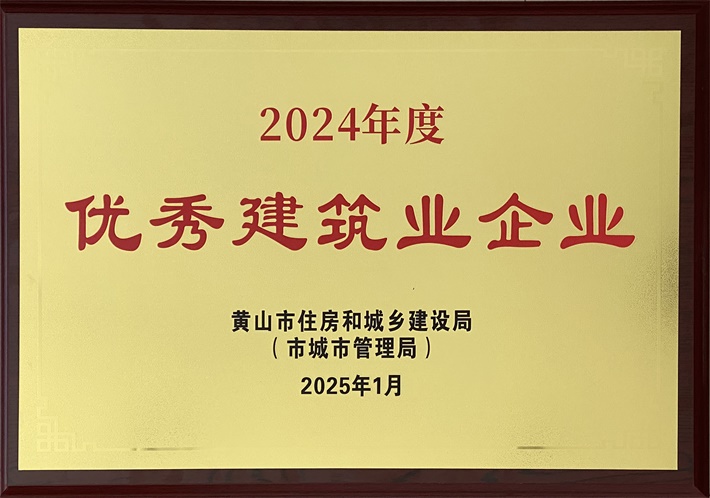 2024年度
优秀建筑业企业
黄山市住房和城乡建设局
（市城市管理局）
2025年1月